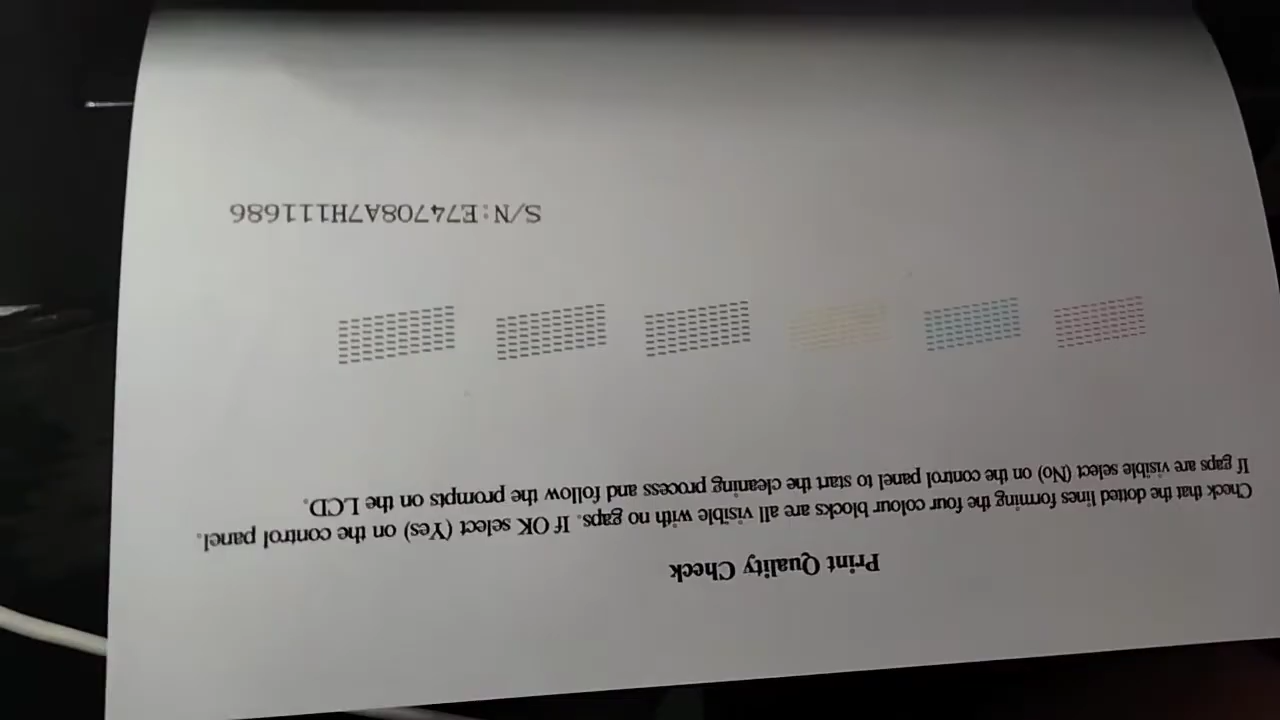 Print Quality Check
Check that the dotted lines forming the four colour blocks are all visible with no gaps. If OK select (Yes) on the control panel.
If gaps are visible select (No) on the control panel to start the cleaning process and follow the prompts on the LCD.
S/N:E74708A7H111686